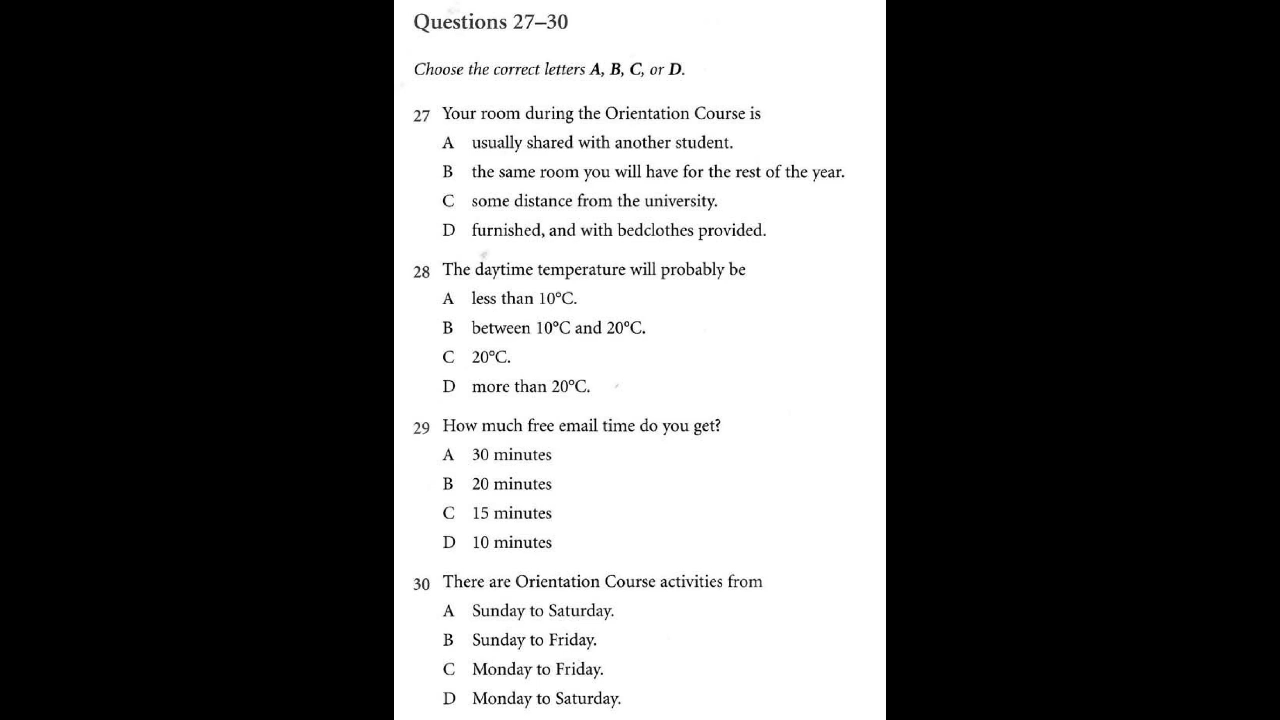 Questions 27–30
Choose the correct letters A, B, C, or D.
27 Your room during the Orientation Course is
A usually shared with another student.
B the same room you will have for the rest of the year.
C some distance from the university.
D furnished, and with bedclothes provided.
28 The daytime temperature will probably be
A less than 10°C.
B between 10°C and 20°C.
C 20°C.
D more than 20°C.
29 How much free email time do you get?
A 30 minutes
B 20 minutes
C 15 minutes
D 10 minutes
30 There are Orientation Course activities from
A Sunday to Saturday.
B Sunday to Friday.
C Monday to Friday.
D Monday to Saturday.